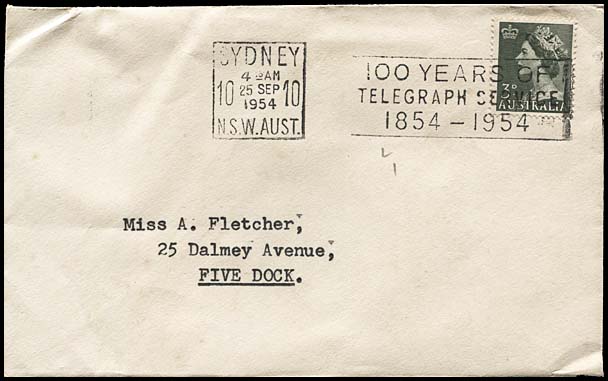 SYDNEY
4 AM
10 25 SEP 10
1954
N.S.W. AUST.
100 YEARS OF
TELEGRAPH SERVICE
1854 - 1954
3D
AUSTRALIA
Miss A. Fletcher,
25 Dalmey Avenue,
FIVE DOCK.